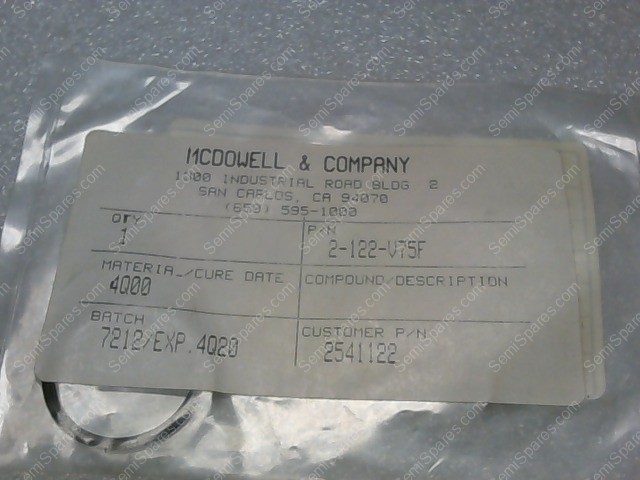 MCDOWELL & COMPANY
1300 INDUSTRIAL ROAD BLDG 2
SAN CARLOS, CA 94070
(650) 595-1000
QTY P/N
1 2-122-V75F
MATERIAL/CURE DATE COMPOUND/DESCRIPTION
4Q00
BATCH CUSTOMER P/N
7212/EXP.4Q20 2541122
SemiSpares.com